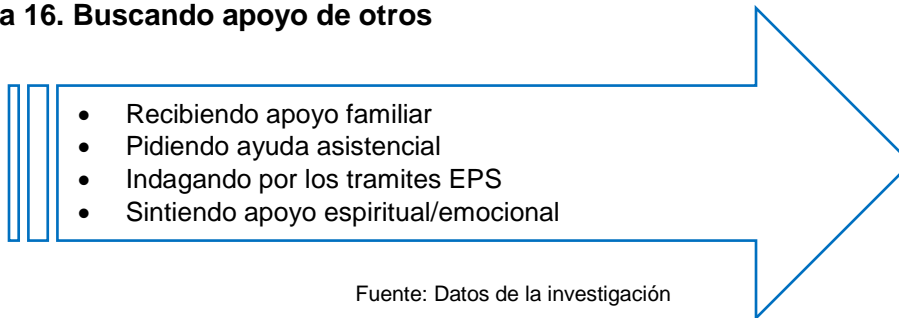 a 16. Buscando apoyo de otros
• Recibiendo apoyo familiar
• Pidiendo ayuda asistencial
• Indagando por los tramites EPS
• Sintiendo apoyo espiritual/emocional
Fuente: Datos de la investigación